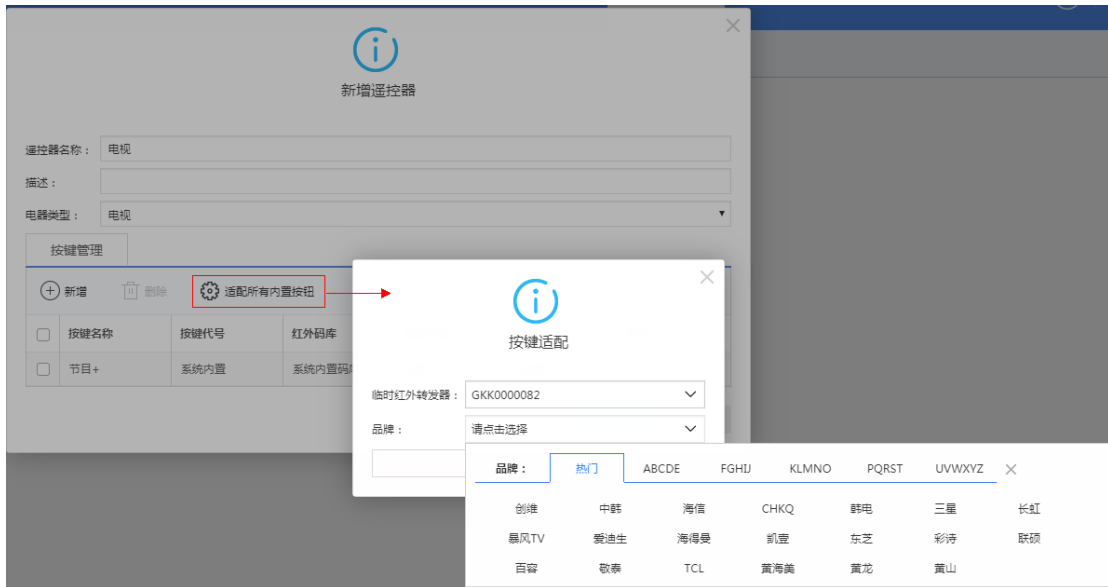 新增遥控器
遥控器名称： 电视
描述：
电器类型： 电视
按键管理
新增 删除 适配所有内置按钮
按键名称 按键代号 红外码库
节目+ 系统内置 系统内置码
按键适配
临时红外转发器： GKK0000082
品牌： 请点击选择
品牌： 热门 ABCDE FGHIJ KLMNO PQRST UVWXYZ
创维 中韩 海信 CHKQ 韩电 三星 长虹
暴风TV 爱迪生 海得曼 凯壹 东芝 彩诗 联硕
百容 敬泰 TCL 黄海美 黄龙 黄山